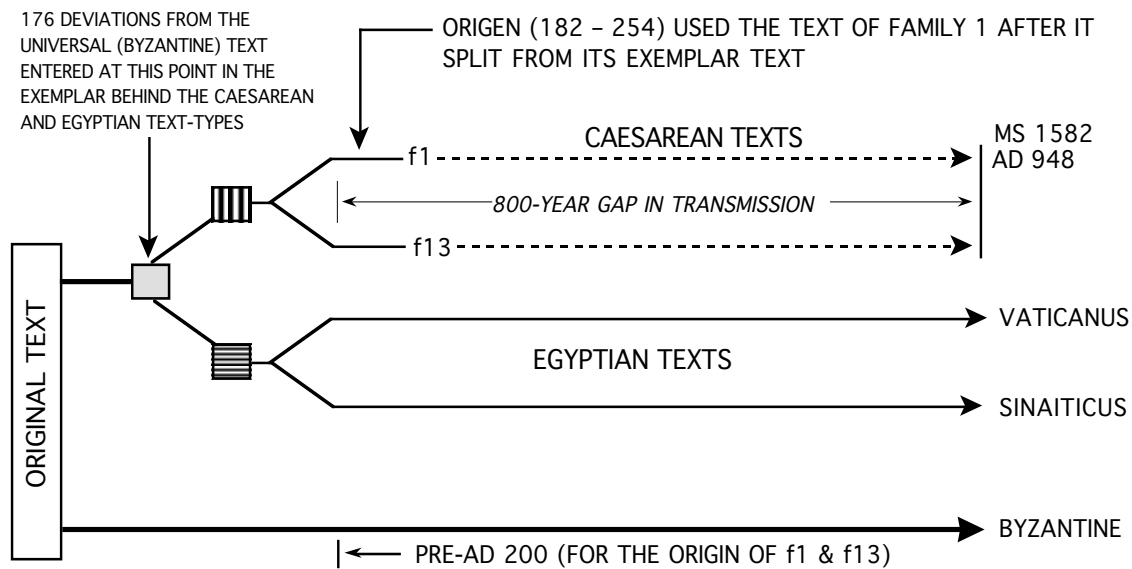 176 DEVIATIONS FROM THE
UNIVERSAL (BYZANTINE) TEXT
ENTERED AT THIS POINT IN THE
EXEMPLAR BEHIND THE CAESAREAN
AND EGYPTIAN TEXT-TYPES
ORIGEN (182 – 254) USED THE TEXT OF FAMILY 1 AFTER IT
SPLIT FROM ITS EXEMPLAR TEXT
CAESAREAN TEXTS
MS 1582
AD 948
f1
800-YEAR GAP IN TRANSMISSION
f13
ORIGINAL TEXT
VATICANUS
EGYPTIAN TEXTS
SINAITICUS
BYZANTINE
PRE-AD 200 (FOR THE ORIGIN OF f1 & f13)